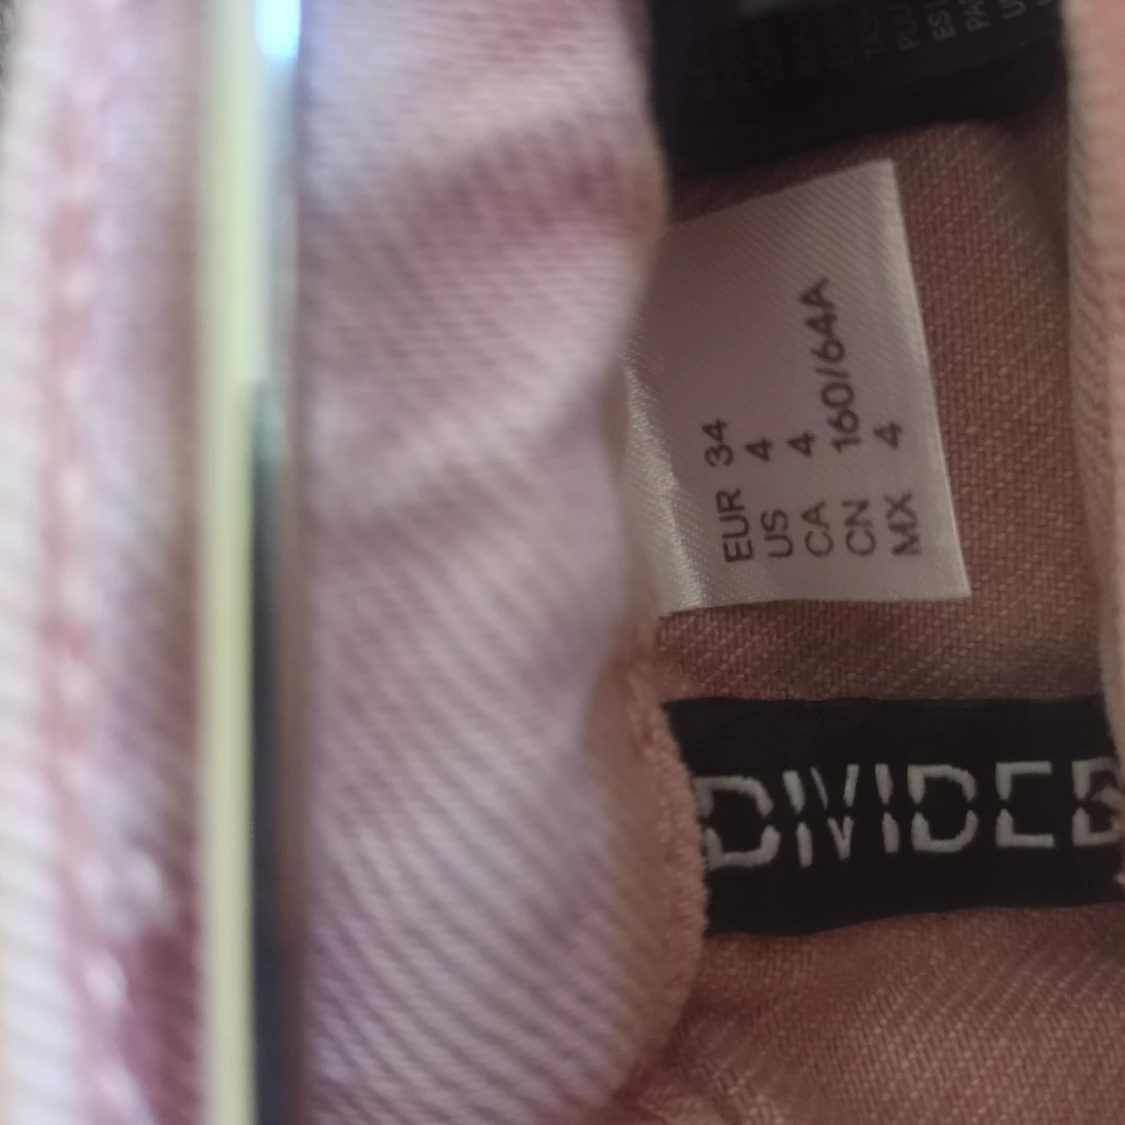 EUR 34
US 4
CA 4
CN 160/64A
MX 4
DIVIDED